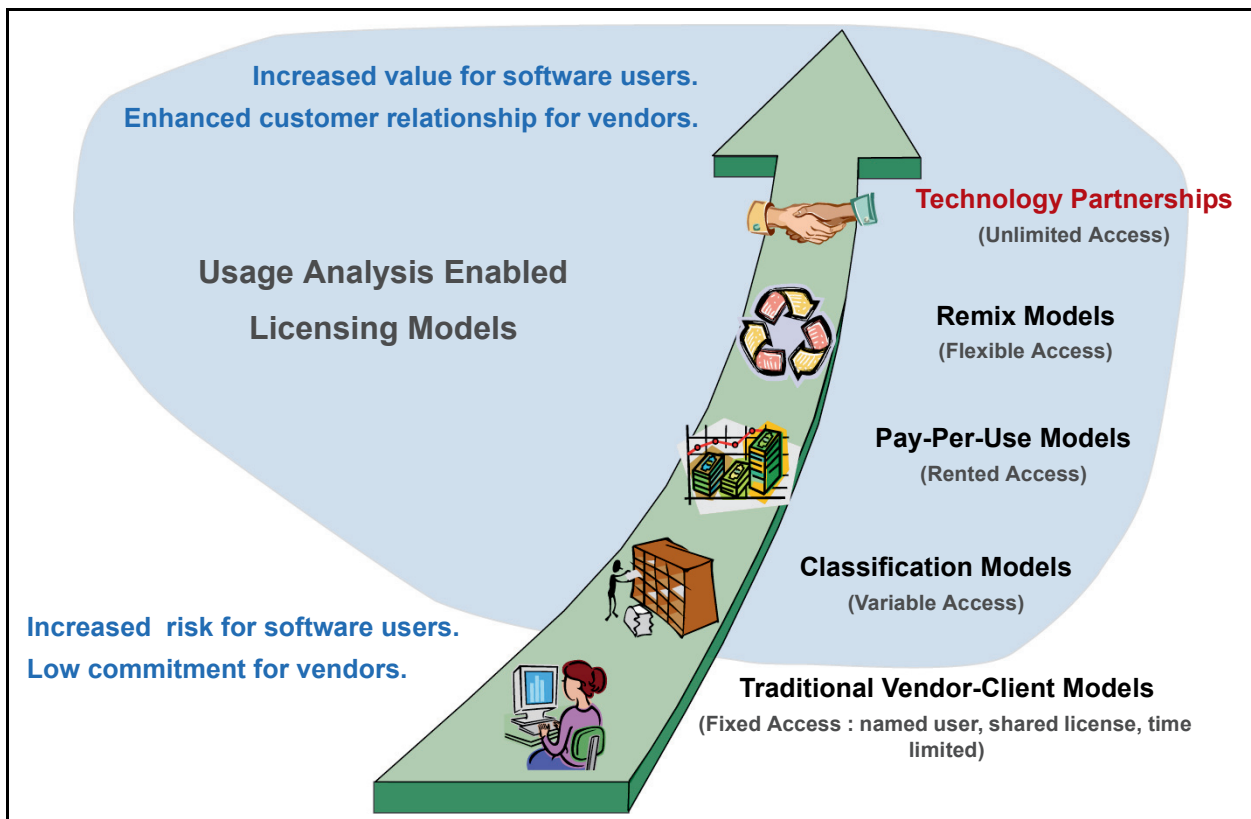 Increased value for software users.
Enhanced customer relationship for vendors.
Technology Partnerships
(Unlimited Access)
Usage Analysis Enabled
Licensing Models
Remix Models
(Flexible Access)
Pay-Per-Use Models
(Rented Access)
Classification Models
(Variable Access)
Increased  risk for software users.
Low commitment for vendors.
Traditional Vendor-Client Models
(Fixed Access : named user, shared license, time
limited)